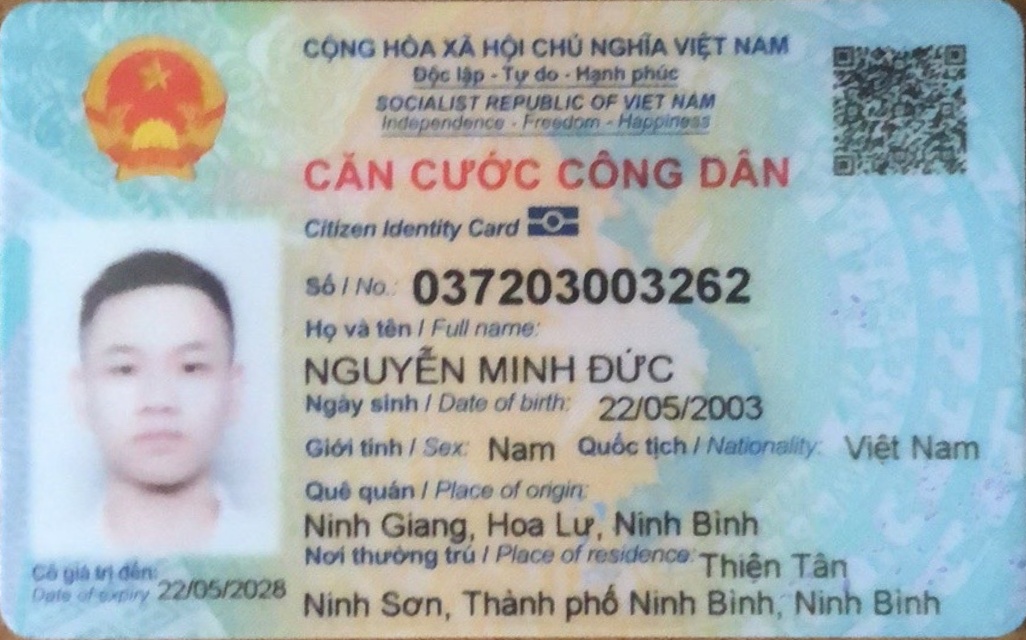 CỘNG HÒA XÃ HỘI CHỦ NGHĨA VIỆT NAM
Độc lập - Tự do - Hạnh phúc
SOCIALIST REPUBLIC OF VIET NAM
Independence - Freedom - Happiness
CĂN CƯỚC CÔNG DÂN
Citizen Identity Card
Số / No.: 037203003262
Họ và tên / Full name:
NGUYỄN MINH ĐỨC
Ngày sinh / Date of birth: 22/05/2003
Giới tính / Sex: Nam Quốc tịch / Nationality: Việt Nam
Quê quán / Place of origin:
Ninh Giang, Hoa Lư, Ninh Bình
Nơi thường trú / Place of residence: Thiện Tân
Ninh Sơn, Thành phố Ninh Bình, Ninh Bình
Có giá trị đến:
Date of expiry 22/05/2028